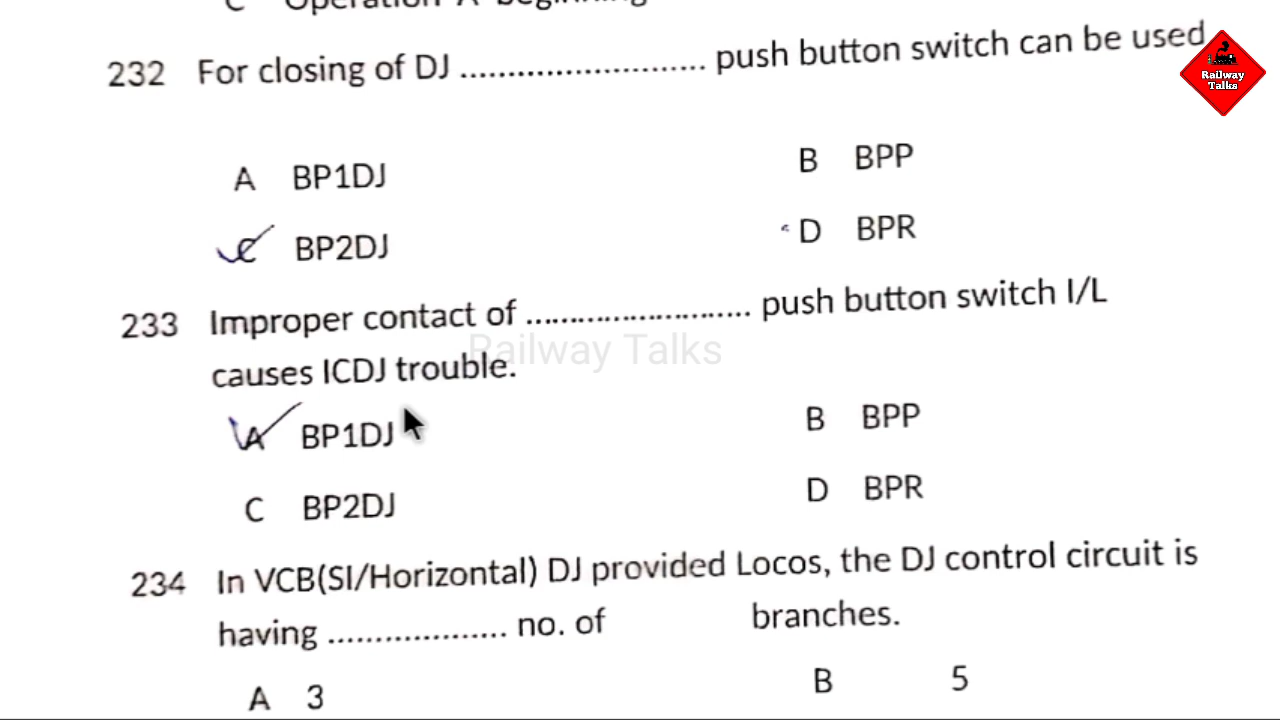 C Operation 'A' beginning
232 For closing of DJ .......................... push button switch can be used
Railway
Talks
A BP1DJ B BPP
C BP2DJ D BPR
233 Improper contact of ........................ push button switch I/L
Railway Talks
causes ICDJ trouble.
A BP1DJ B BPP
C BP2DJ D BPR
234 In VCB(SI/Horizontal) DJ provided Locos, the DJ control circuit is
having ................... no. of branches.
A 3 B 5